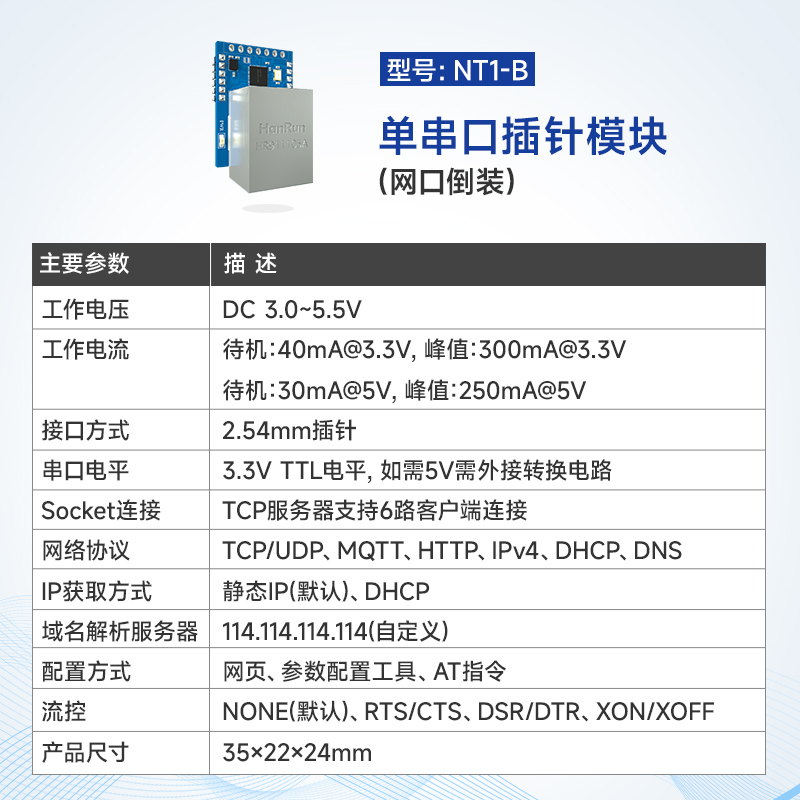 型号: NT1-B
单串口插针模块
(网口倒装)
HanRun
主要参数 描 述
工作电压 DC 3.0~5.5V
工作电流 待机:40mA@3.3V, 峰值:300mA@3.3V
待机:30mA@5V, 峰值:250mA@5V
接口方式 2.54mm插针
串口电平 3.3V TTL电平, 如需5V需外接转换电路
Socket连接 TCP服务器支持6路客户端连接
网络协议 TCP/UDP、MQTT、HTTP、IPv4、DHCP、DNS
IP获取方式 静态IP(默认)、DHCP
域名解析服务器 114.114.114.114(自定义)
配置方式 网页、参数配置工具、AT指令
流控 NONE(默认)、RTS/CTS、DSR/DTR、XON/XOFF
产品尺寸 35×22×24mm